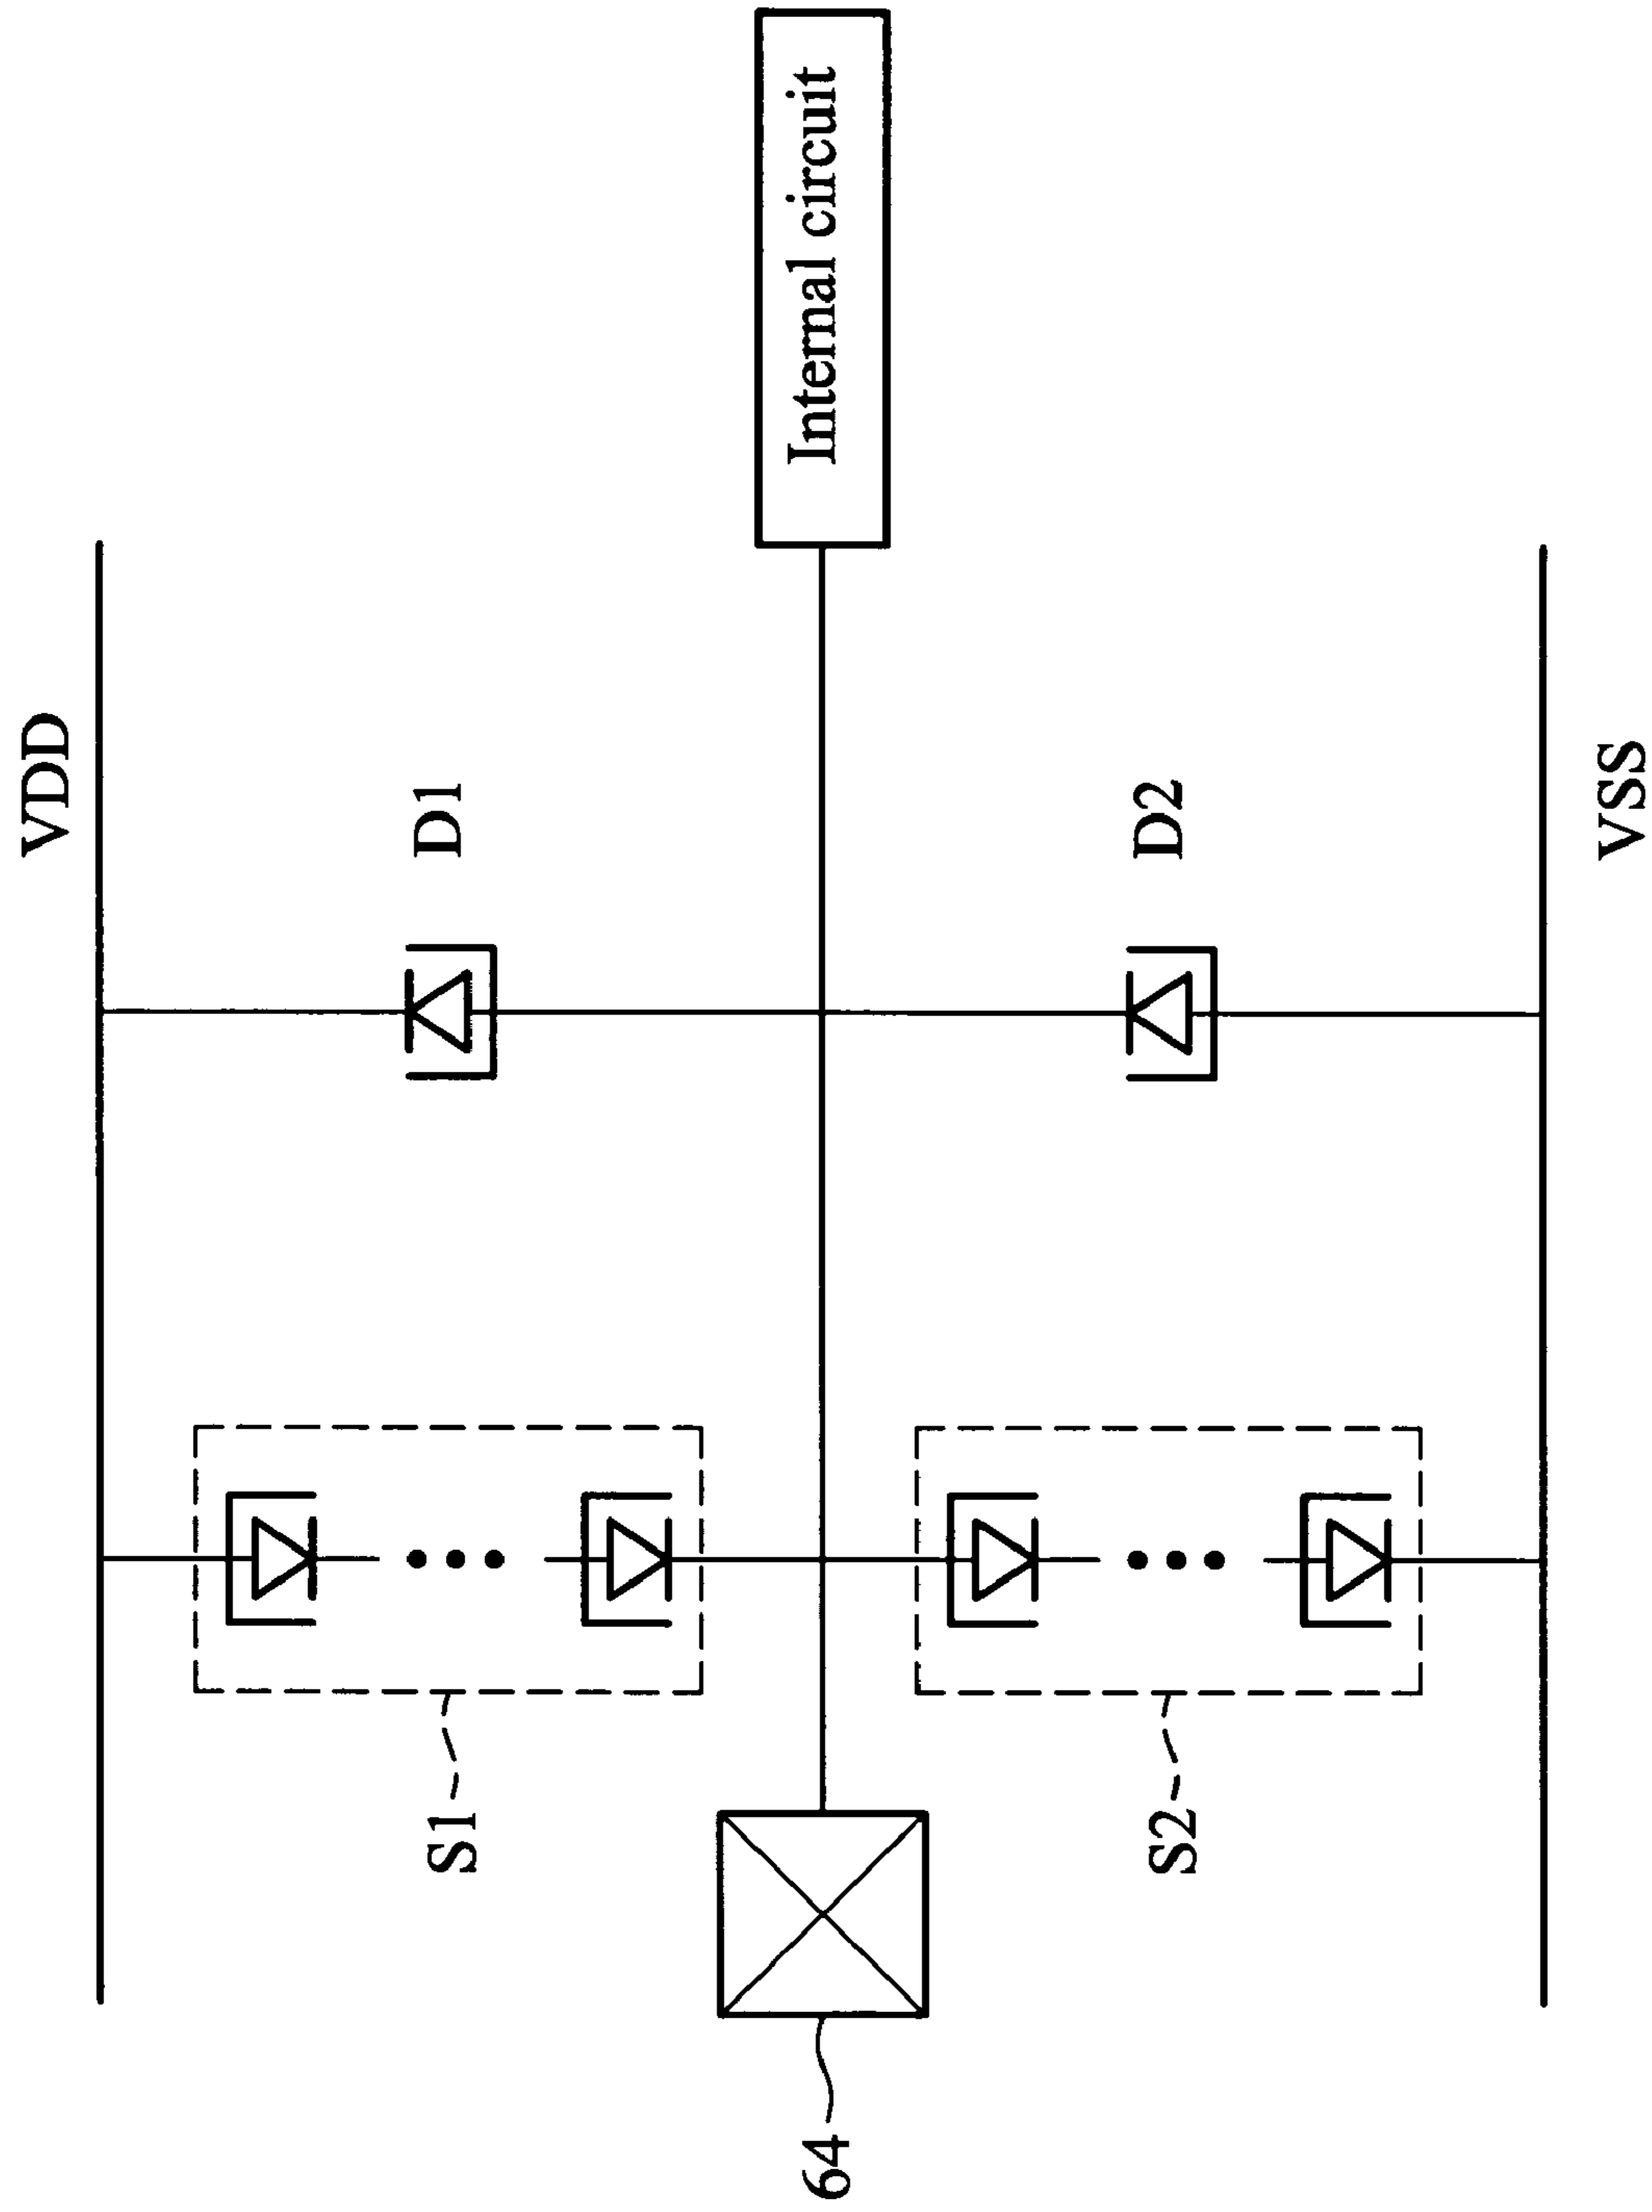 VDD
D1
Internal circuit
S1
64
S2
D2
VSS